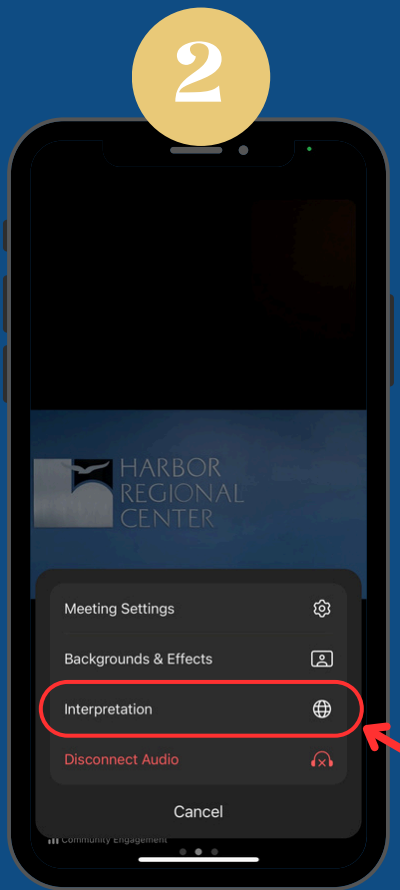 2
HARBOR
REGIONAL
CENTER
Meeting Settings
Backgrounds & Effects
Interpretation
Disconnect Audio
Cancel
Community Engagement